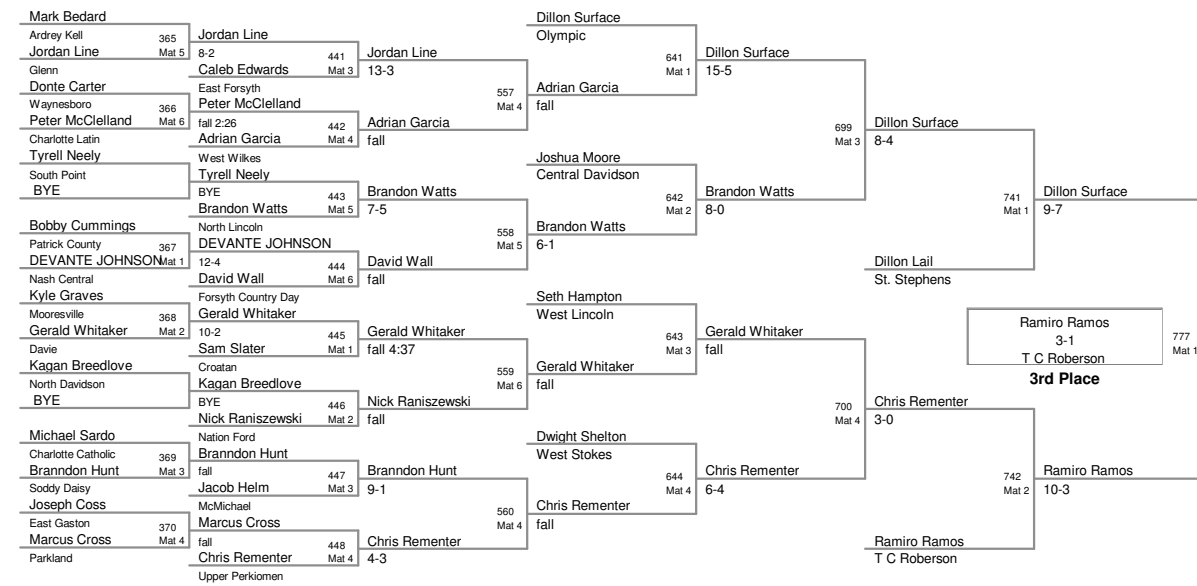 Mark Bedard
Ardrey Kell
365
Jordan Line
Mat 5
Glenn
Donte Carter
Waynesboro
366
Peter McClelland
Mat 6
Charlotte Latin
Tyrell Neely
South Point
BYE
Bobby Cummings
Patrick County
367
DEVANTE JOHNSON
Mat 1
Nash Central
Kyle Graves
Mooresville
368
Gerald Whitaker
Mat 2
Davie
Kagan Breedlove
North Davidson
BYE
Michael Sardo
Charlotte Catholic
369
Branndon Hunt
Mat 3
Soddy Daisy
Joseph Coss
East Gaston
370
Marcus Cross
Mat 4
Parkland
Jordan Line
8-2
441
Caleb Edwards
Mat 3
East Forsyth
Peter McClelland
fall 2:26
442
Adrian Garcia
Mat 4
West Wilkes
Tyrell Neely
BYE
443
Brandon Watts
Mat 5
North Lincoln
DEVANTE JOHNSON
12-4
444
David Wall
Mat 6
Forsyth Country Day
Gerald Whitaker
10-2
445
Sam Slater
Mat 1
Croatan
Kagan Breedlove
BYE
446
Nick Raniszewski
Mat 2
Nation Ford
Branndon Hunt
fall
447
Jacob Helm
Mat 3
McMichael
Marcus Cross
fall
448
Chris Rementer
Mat 4
Upper Perkiomen
Jordan Line
13-3
557
Mat 4
Adrian Garcia
fall
Brandon Watts
7-5
558
Mat 5
David Wall
fall
Gerald Whitaker
fall 4:37
559
Mat 6
Nick Raniszewski
fall
Branndon Hunt
9-1
560
Mat 4
Chris Rementer
4-3
Dillon Surface
Olympic
641
Mat 1
Adrian Garcia
fall
Joshua Moore
Central Davidson
642
Mat 2
Brandon Watts
6-1
Seth Hampton
West Lincoln
643
Mat 3
Gerald Whitaker
fall
Dwight Shelton
West Stokes
644
Mat 4
Chris Rementer
fall
Dillon Surface
15-5
699
Mat 3
Brandon Watts
8-0
Gerald Whitaker
fall
700
Mat 4
Chris Rementer
6-4
Dillon Surface
8-4
741
Mat 1
Dillon Lail
St. Stephens
Chris Rementer
3-0
742
Mat 2
Ramiro Ramos
T C Roberson
Dillon Surface
9-7
Ramiro Ramos
3-1
T C Roberson
3rd Place
777
Mat 1
Ramiro Ramos
10-3